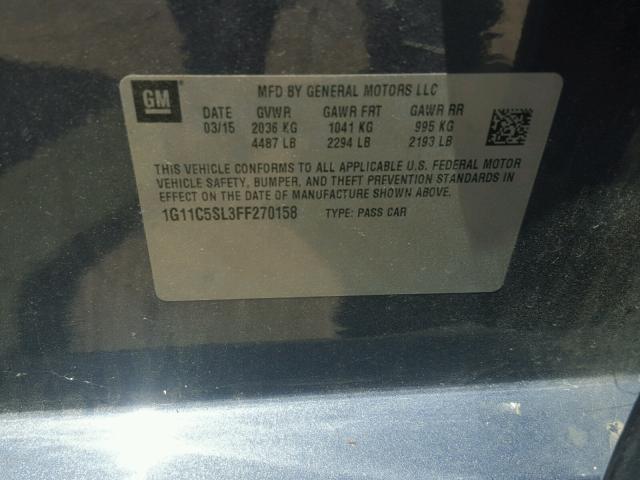 GM
MFD BY GENERAL MOTORS LLC
DATE GVWR GAWR FRT GAWR RR
03/15 2036 KG 1041 KG 995 KG
4487 LB 2294 LB 2193 LB
THIS VEHICLE CONFORMS TO ALL APPLICABLE U.S. FEDERAL MOTOR
VEHICLE SAFETY, BUMPER, AND THEFT PREVENTION STANDARDS IN
EFFECT ON THE DATE OF MANUFACTURE SHOWN ABOVE.
1G11C5SL3FF270158 TYPE: PASS CAR